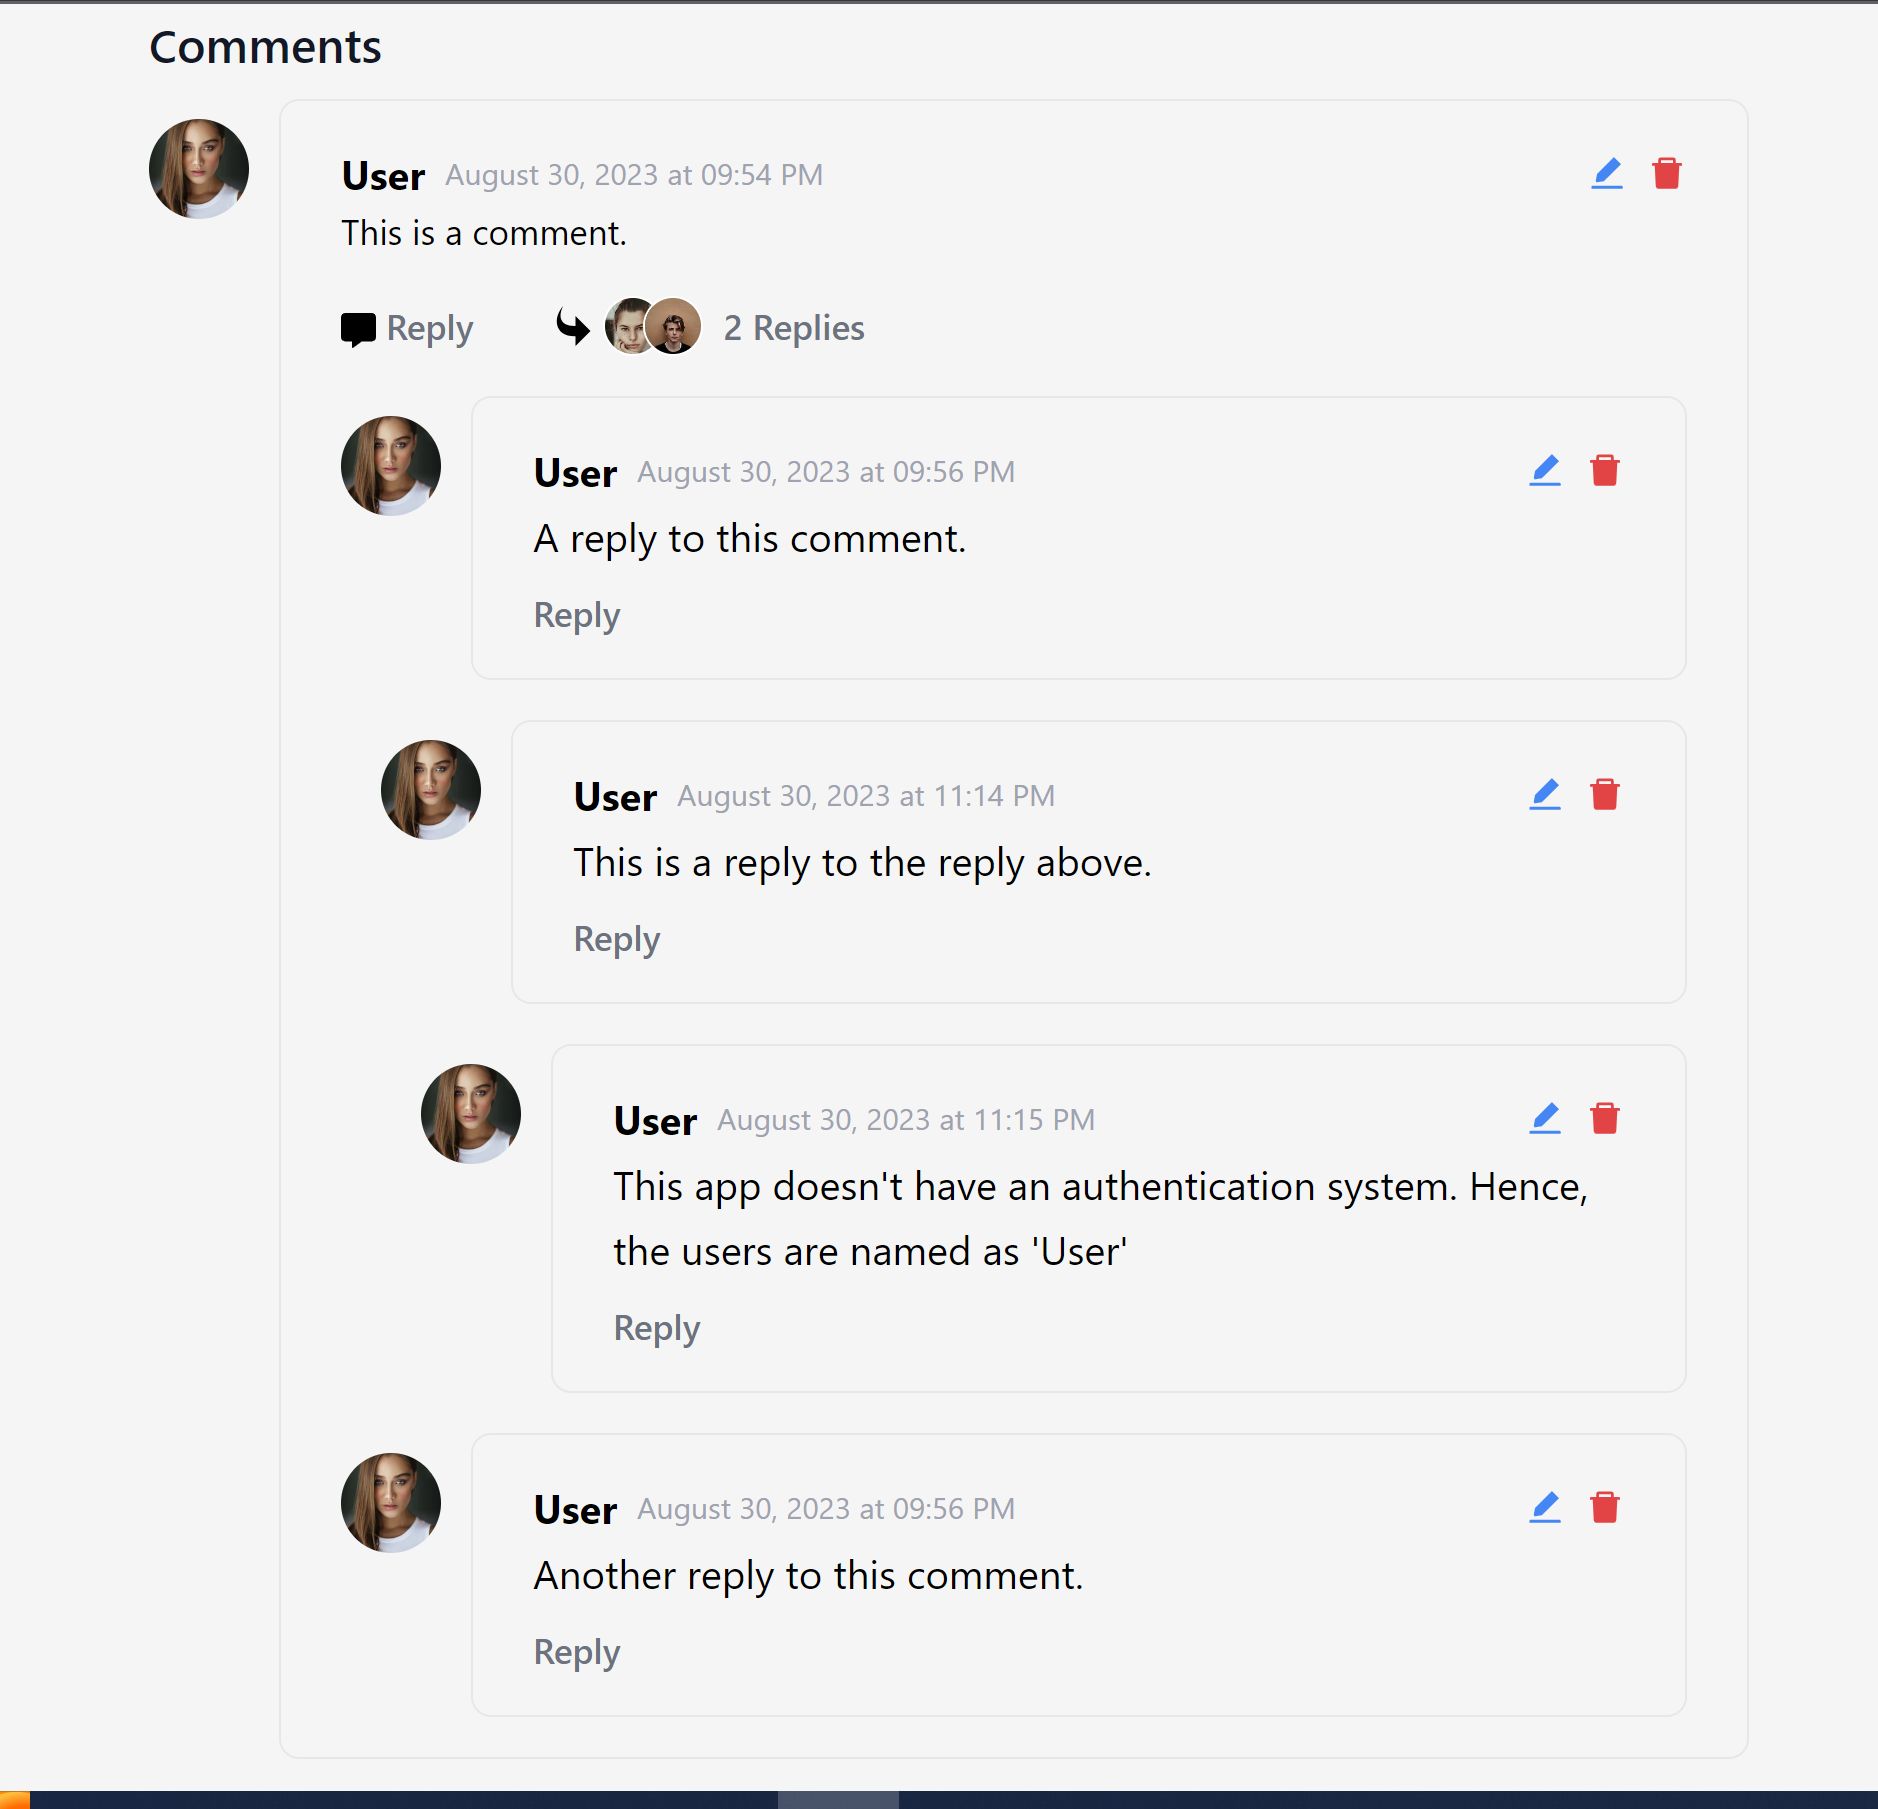 Comments
User August 30, 2023 at 09:54 PM
This is a comment.
Reply 2 Replies
User August 30, 2023 at 09:56 PM
A reply to this comment.
Reply
User August 30, 2023 at 11:14 PM
This is a reply to the reply above.
Reply
User August 30, 2023 at 11:15 PM
This app doesn't have an authentication system. Hence,
the users are named as 'User'
Reply
User August 30, 2023 at 09:56 PM
Another reply to this comment.
Reply